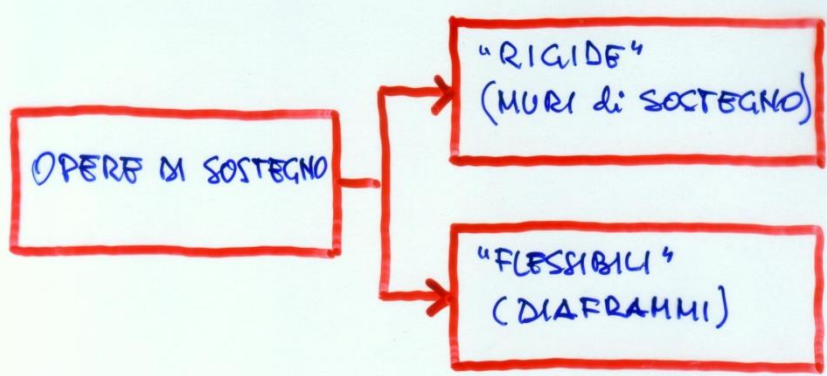 OPERE DI SOSTEGNO
"RIGIDE"
(MURI di SOSTEGNO)
"FLESSIBILI"
(DIAFRAMMI)